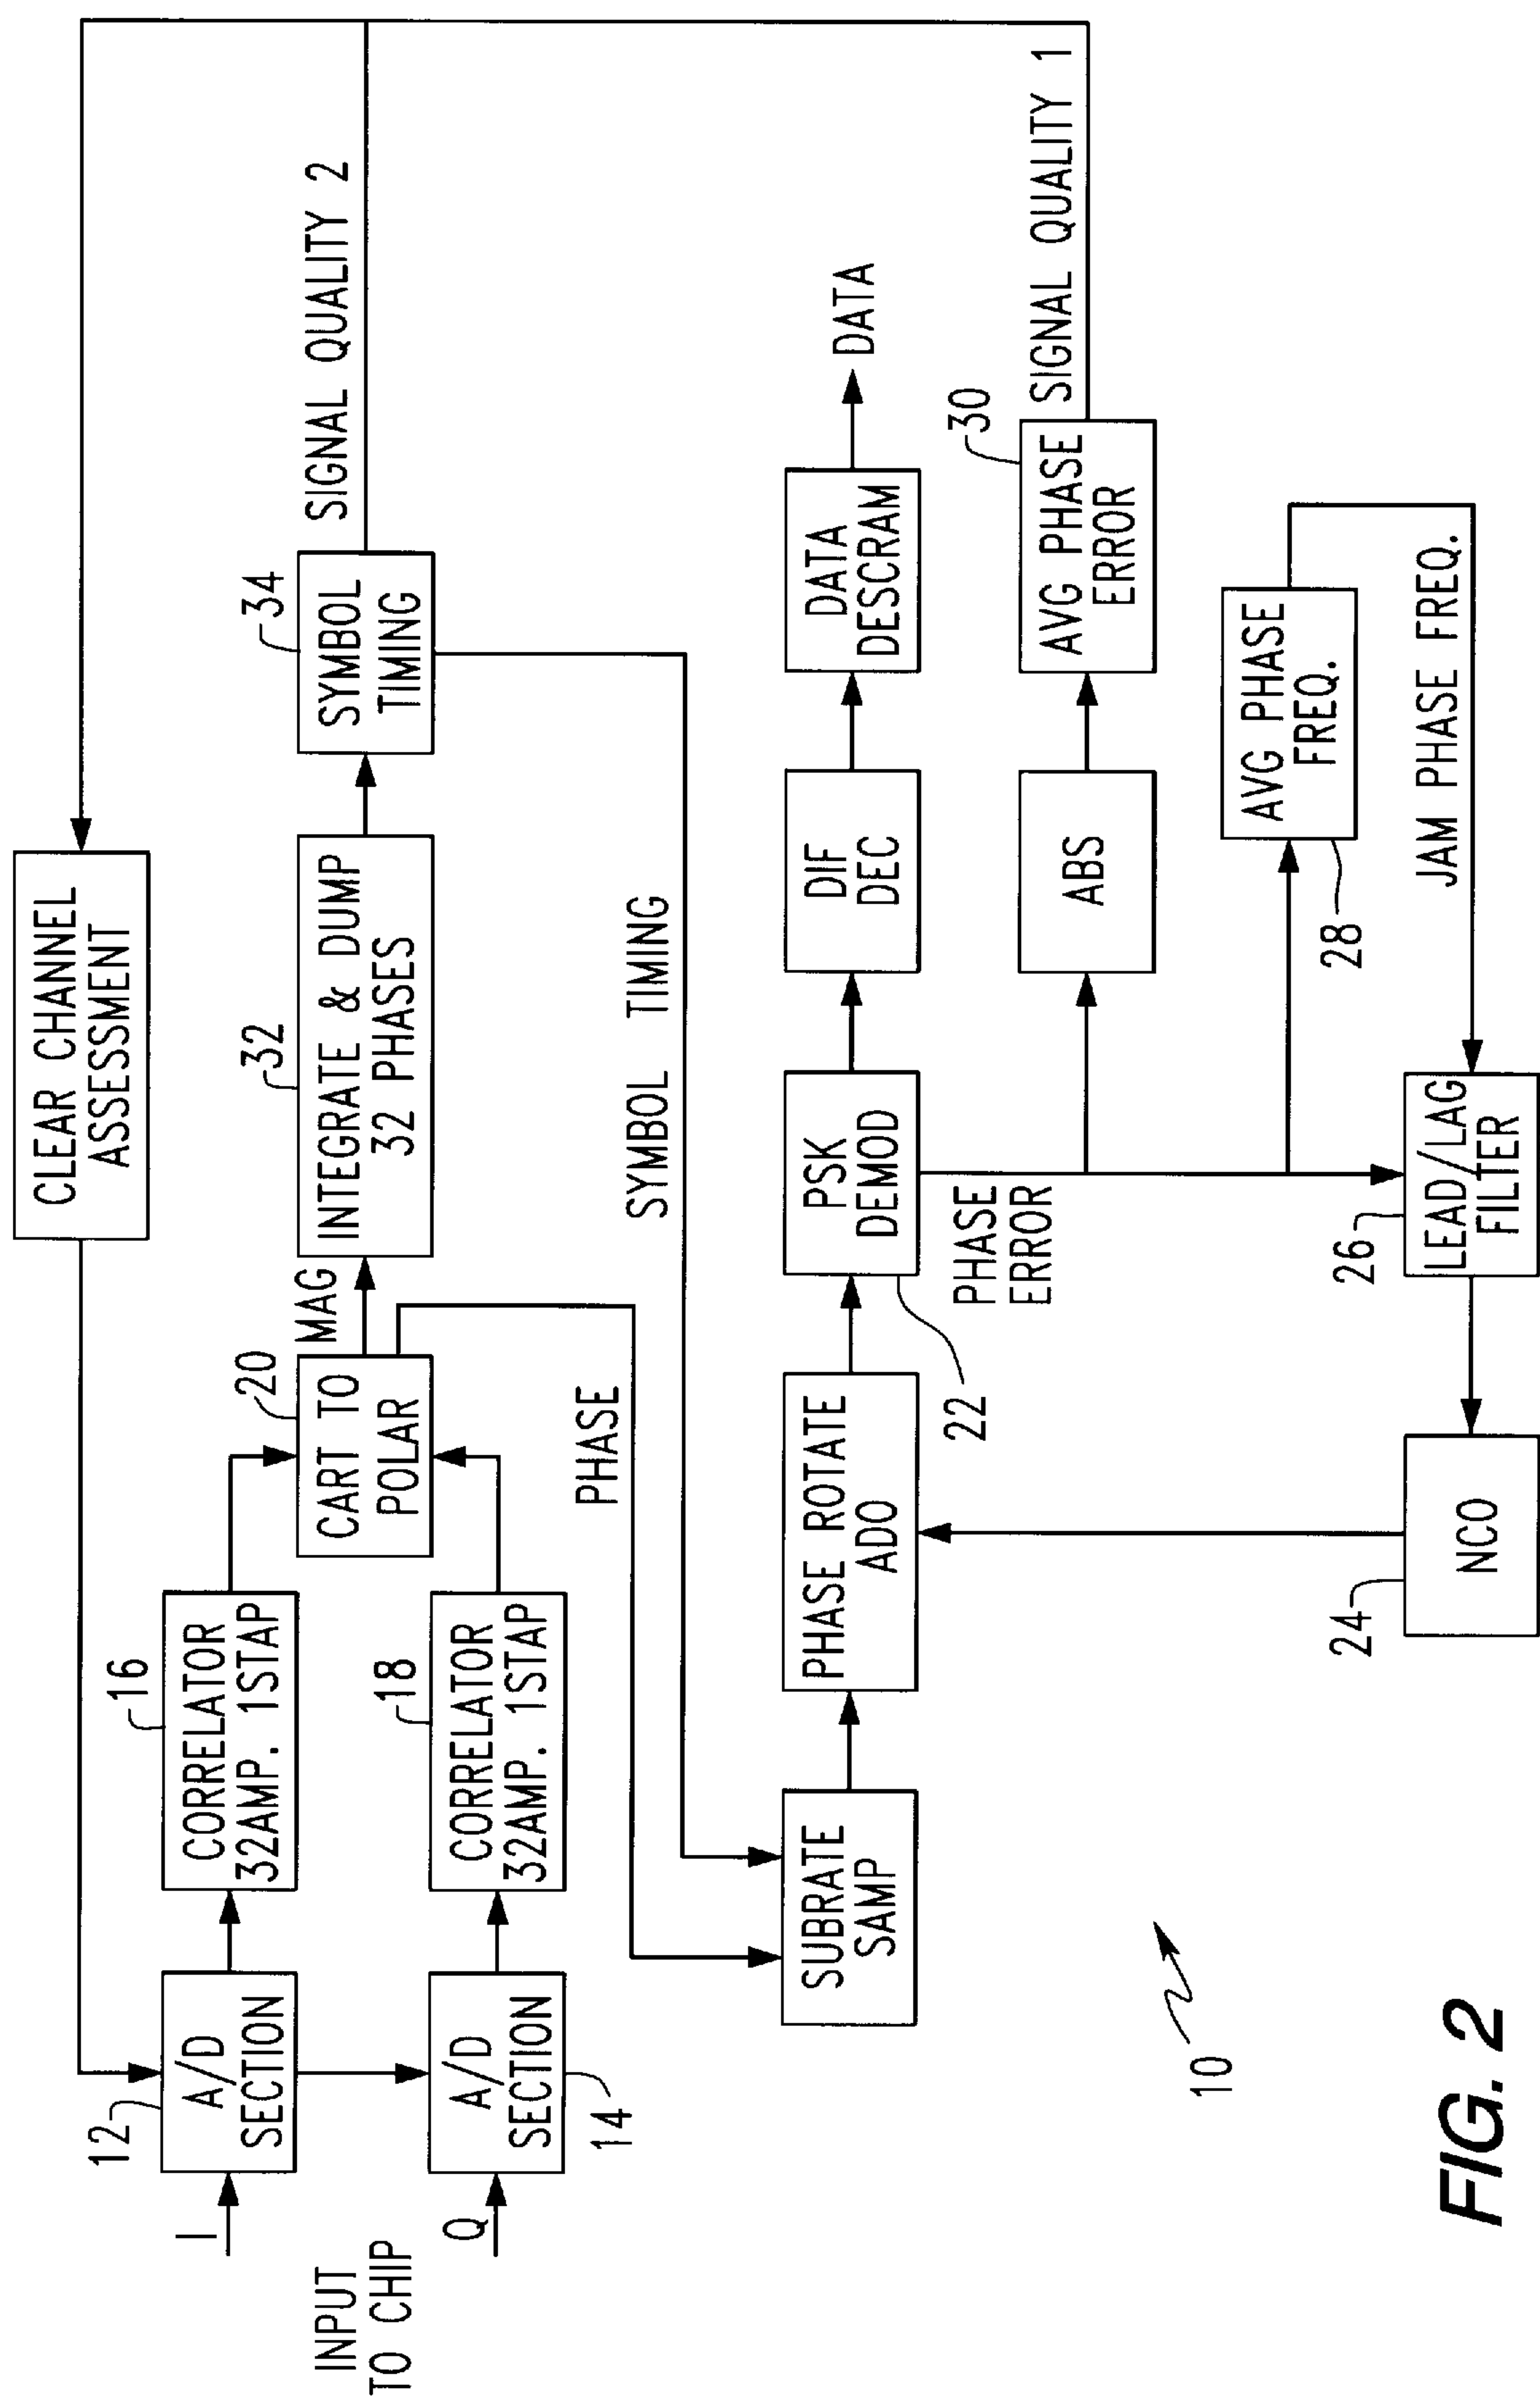 CLEAR CHANNEL
ASSESSMENT
INPUT
TO CHIP
I
12
A/D
SECTION
16
CORRELATOR
32AMP. 1STAP
Q
14
A/D
SECTION
18
CORRELATOR
32AMP. 1STAP
20
CART TO
POLAR
MAG
32
INTEGRATE & DUMP
32 PHASES
34
SYMBOL
TIMING
SIGNAL QUALITY 2
PHASE
SYMBOL TIMING
SUBRATE
SAMP
PHASE ROTATE
ADO
22
PSK
DEMOD
DIF
DEC
DATA
DESCRAM
DATA
PHASE
ERROR
ABS
30
AVG PHASE
ERROR
SIGNAL QUALITY 1
28
AVG PHASE
FREQ.
JAM PHASE FREQ.
24
NCO
26
LEAD/LAG
FILTER
10
FIG. 2